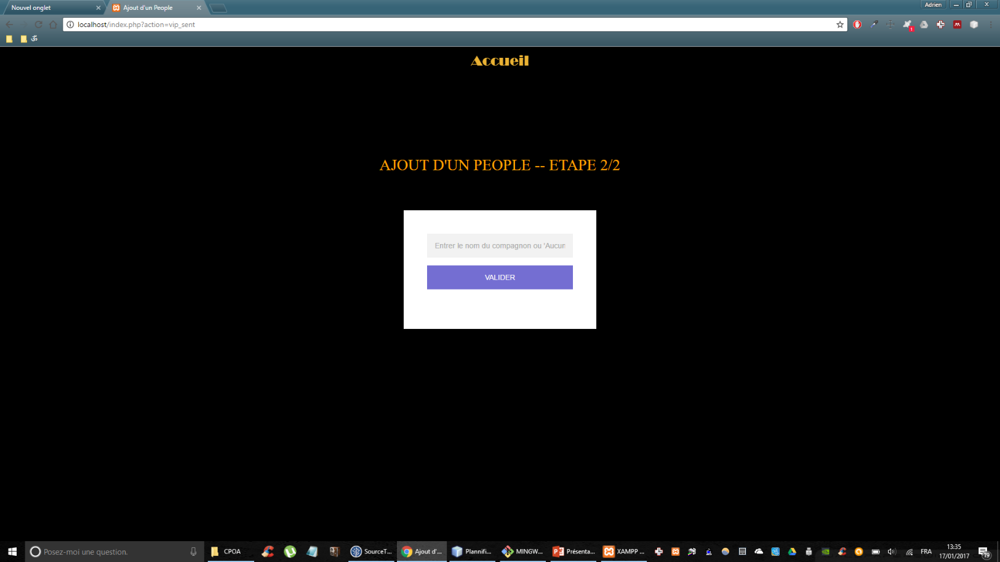 Nouvel onglet
Ajout d'un People
Adrien
localhost/index.php?action=vip_sent
1
Accueil
AJOUT D'UN PEOPLE -- ETAPE 2/2
Entrer le nom du compagnon ou 'Aucun
VALIDER
Posez-moi une question.
CPOA
SourceT...
Ajout d'...
Plannifi...
MINGW...
Présenta...
XAMPP ...
FRA
13:35
17/01/2017
19